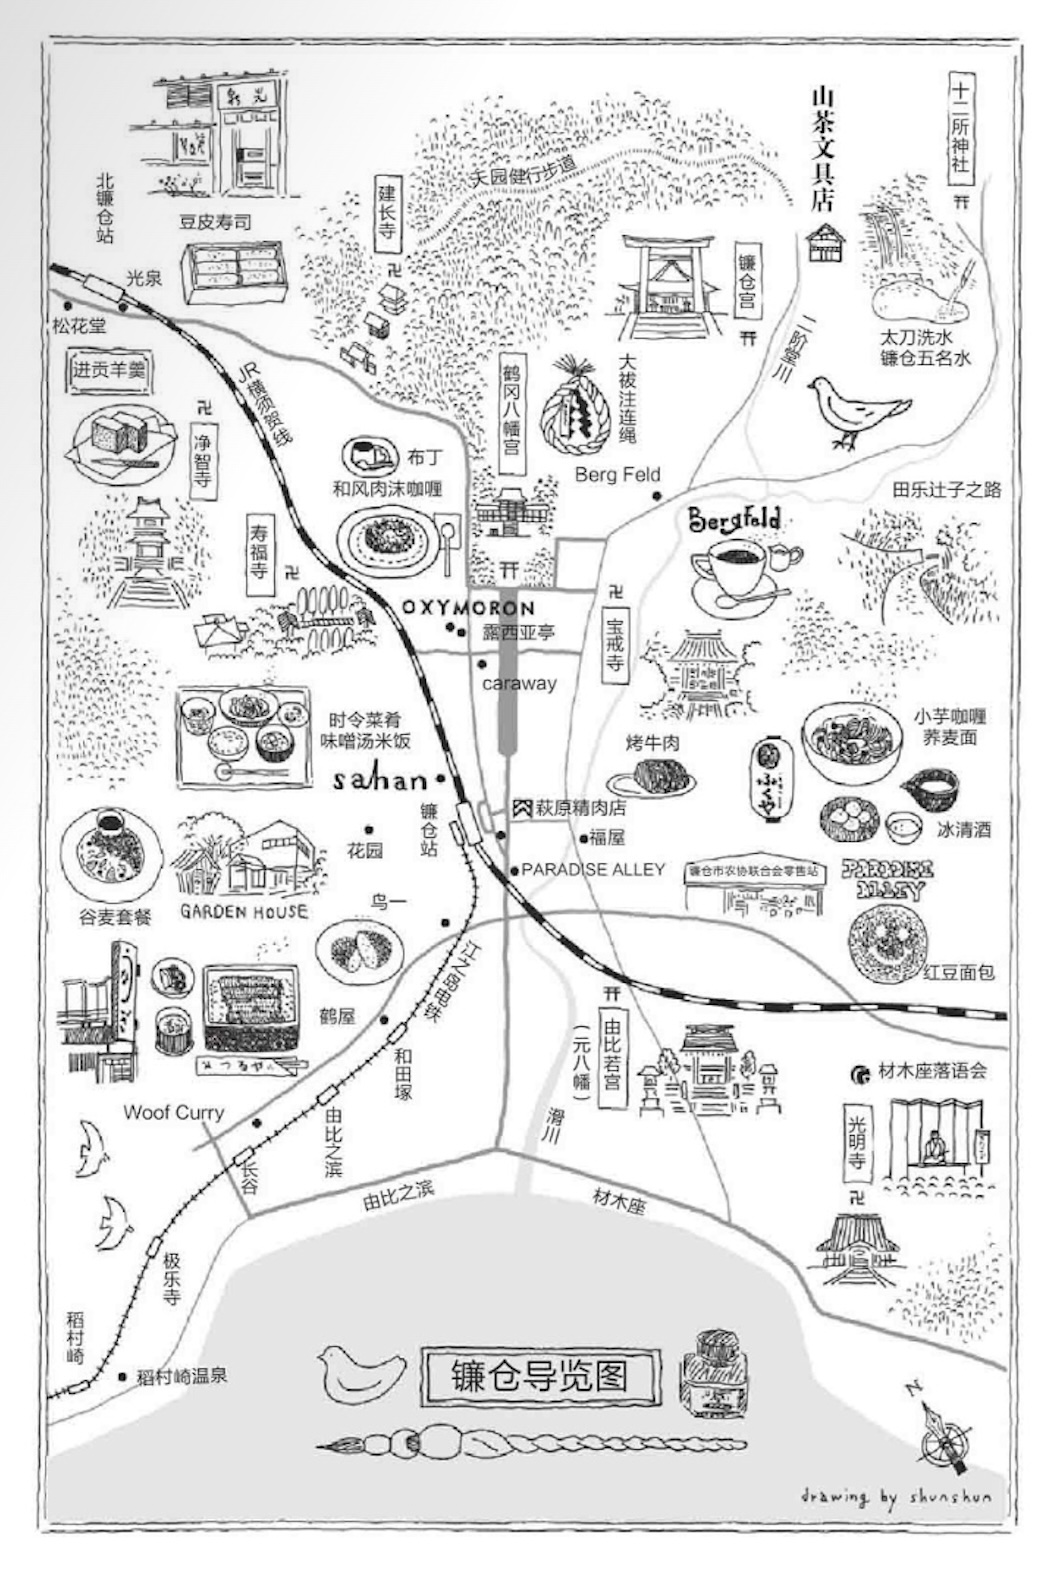 山茶文具店
十二所神社
天园健行步道
建长寺
北镰仓站
豆皮寿司
光泉
松花堂
进贡羊羹
JR
横须贺线
净智寺
镰仓宫
二阶堂川
太刀洗水
镰仓五名水
鹤冈八幡宫
大祓注连绳
布丁
和风肉沫咖喱
Berg Feld
Bergfeld
田乐辻子之路
寿福寺
OXYMORON
露西亚亭
caraway
宝戒寺
时令菜肴
味噌汤米饭
sahan
烤牛肉
小芋咖喱
荞麦面
ふくや
冰清酒
镰仓站
花园
萩原精肉店
福屋
PARADISE ALLEY
镰仓市农协联合会零售站
PARADISE
ALLEY
红豆面包
谷麦套餐
GARDEN HOUSE
鸟一
江之岛电铁
鹤屋
つるや
和田塚
由比若宫
(元八幡)
材木座落语会
光明寺
Woof Curry
由比之滨
长谷
滑川
由比之滨
材木座
极乐寺
稻村崎
稻村崎温泉
镰仓导览图
N
drawing by shunshun